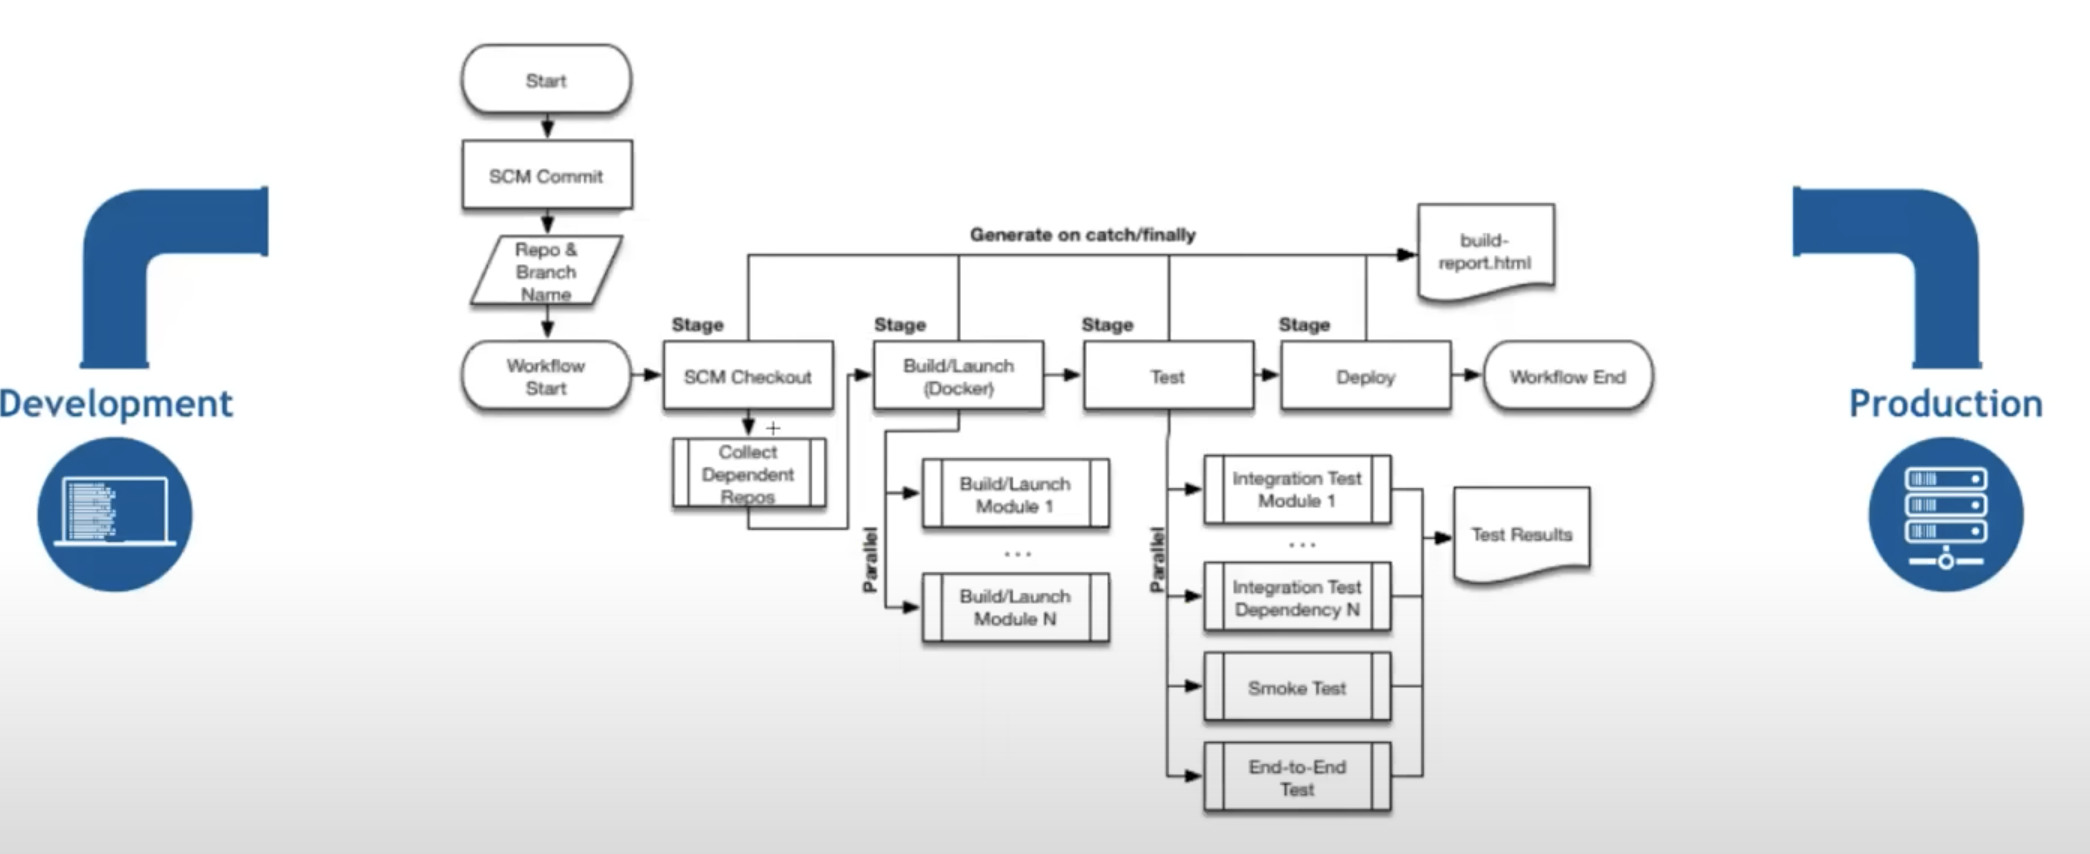 Start
SCM Commit
Repo &
Branch
Name
Workflow
Start
Generate on catch/finally
build-
report.html
Stage
SCM Checkout
Stage
Build/Launch
(Docker)
Stage
Test
Stage
Deploy
Workflow End
Collect
Dependent
Repos
Parallel
Build/Launch
Module 1
...
Build/Launch
Module N
Parallel
Integration Test
Module 1
...
Integration Test
Dependency N
Smoke Test
End-to-End
Test
Test Results
Development
Production